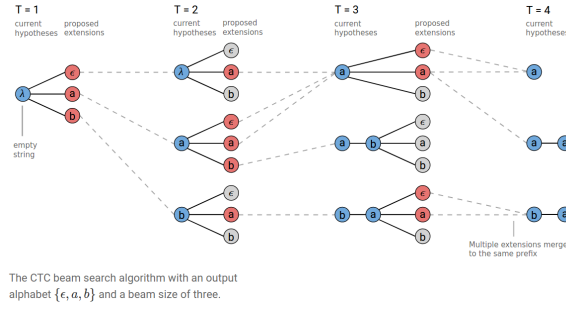 T = 1
T = 2
T = 3
T = 4
current hypotheses
proposed extensions
current hypotheses
proposed extensions
current hypotheses
proposed extensions
current hypotheses
λ
ϵ
a
b
empty string
λ
ϵ
a
b
a
ϵ
a
b
b
ϵ
a
b
a
ϵ
a
b
a b
ϵ
a
b
b a
ϵ
a
b
a
a a
b a
Multiple extensions merge
to the same prefix
The CTC beam search algorithm with an output
alphabet {ϵ, a, b} and a beam size of three.